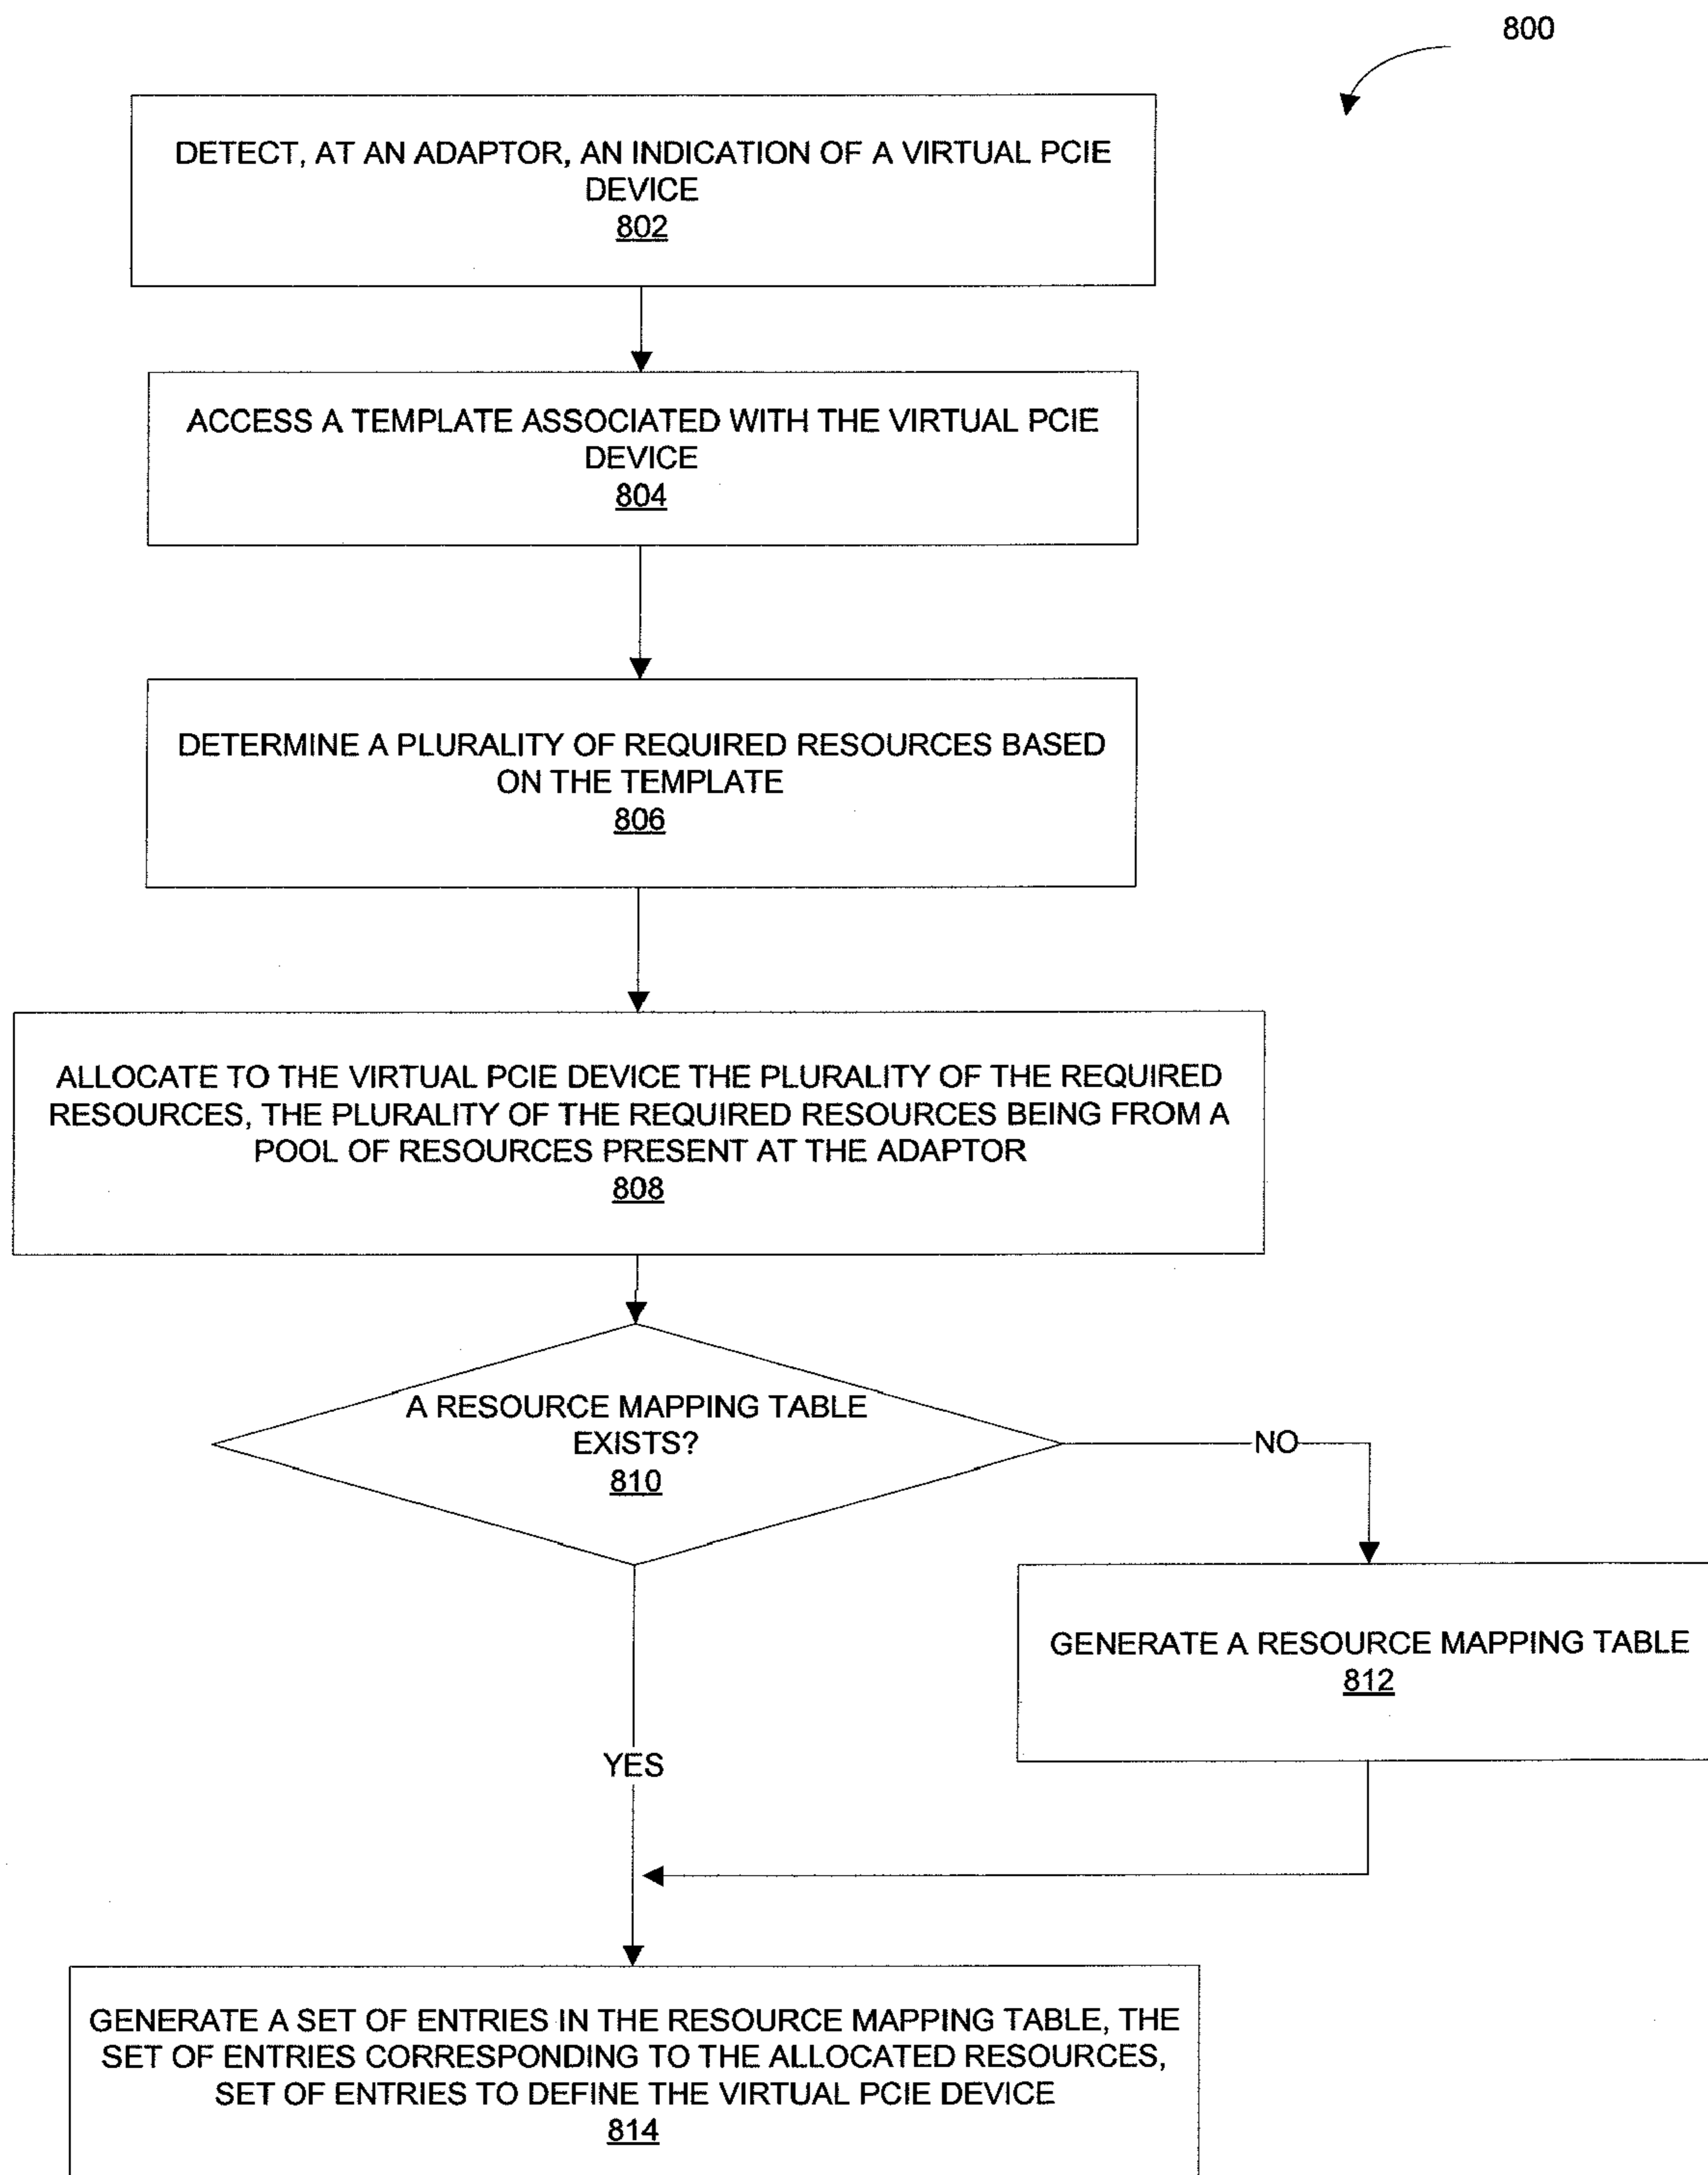 800
DETECT, AT AN ADAPTOR, AN INDICATION OF A VIRTUAL PCIE
DEVICE
802
ACCESS A TEMPLATE ASSOCIATED WITH THE VIRTUAL PCIE
DEVICE
804
DETERMINE A PLURALITY OF REQUIRED RESOURCES BASED
ON THE TEMPLATE
806
ALLOCATE TO THE VIRTUAL PCIE DEVICE THE PLURALITY OF THE REQUIRED
RESOURCES, THE PLURALITY OF THE REQUIRED RESOURCES BEING FROM A
POOL OF RESOURCES PRESENT AT THE ADAPTOR
808
A RESOURCE MAPPING TABLE
EXISTS?
810
NO
GENERATE A RESOURCE MAPPING TABLE
812
YES
GENERATE A SET OF ENTRIES IN THE RESOURCE MAPPING TABLE, THE
SET OF ENTRIES CORRESPONDING TO THE ALLOCATED RESOURCES,
SET OF ENTRIES TO DEFINE THE VIRTUAL PCIE DEVICE
814